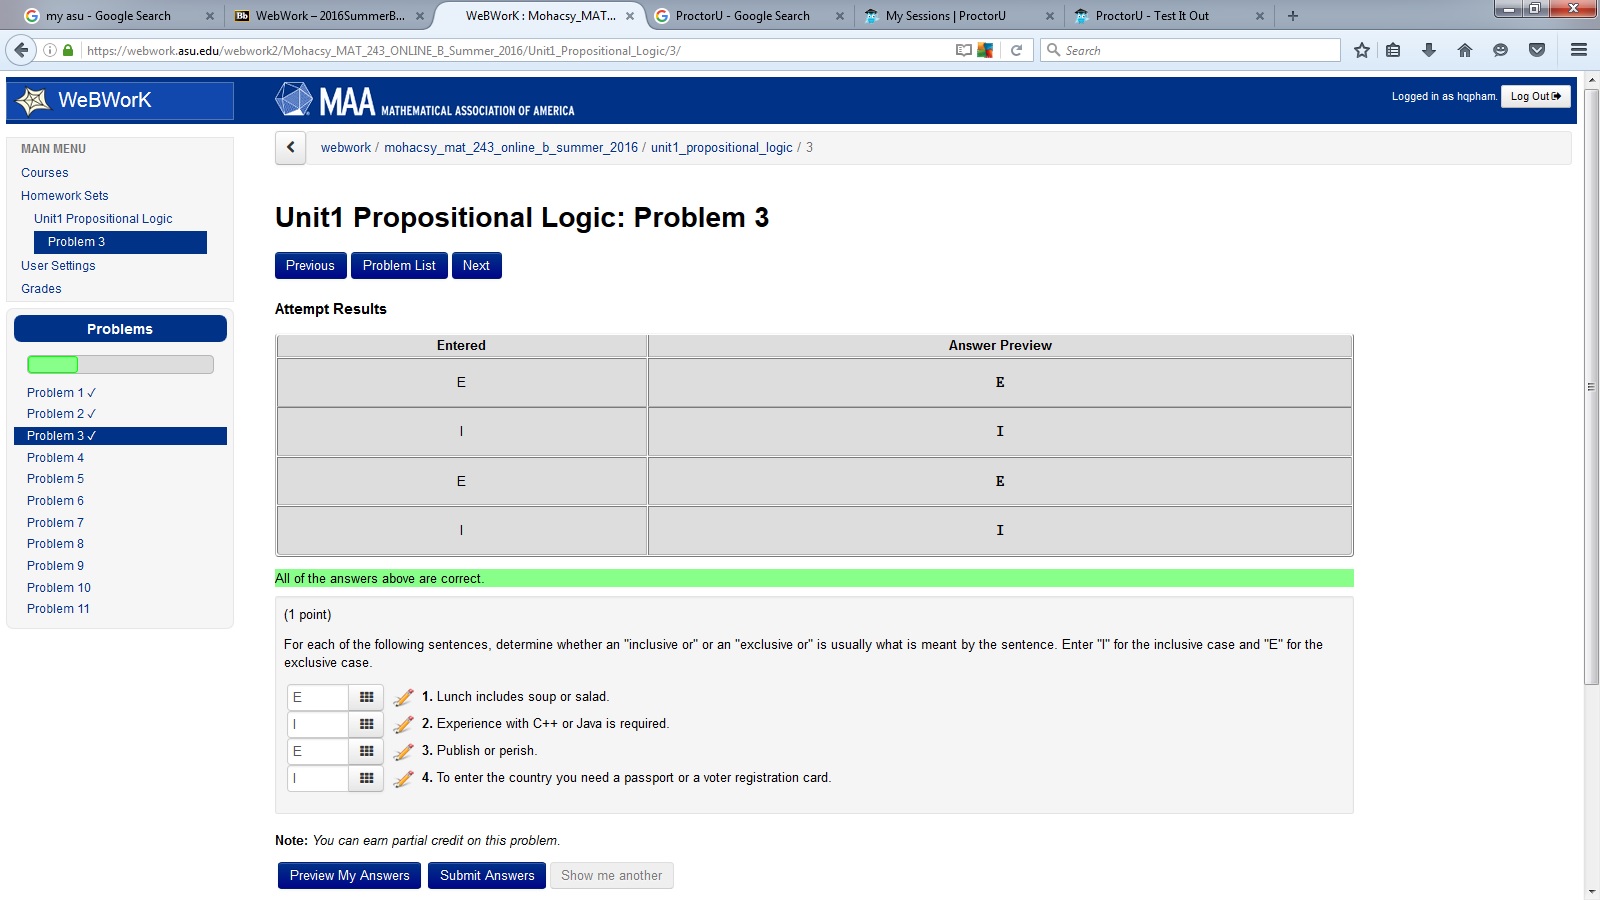 my asu - Google Search
WebWork – 2016SummerB...
WeBWorK : Mohacsy_MAT...
ProctorU - Google Search
My Sessions | ProctorU
ProctorU - Test It Out
https://webwork.asu.edu/webwork2/Mohacsy_MAT_243_ONLINE_B_Summer_2016/Unit1_Propositional_Logic/3/
Search
WeBWorK
MAA MATHEMATICAL ASSOCIATION OF AMERICA
Logged in as hqpham. Log Out
MAIN MENU
Courses
Homework Sets
Unit1 Propositional Logic
Problem 3
User Settings
Grades
Problems
Problem 1 ✓
Problem 2 ✓
Problem 3 ✓
Problem 4
Problem 5
Problem 6
Problem 7
Problem 8
Problem 9
Problem 10
Problem 11
webwork / mohacsy_mat_243_online_b_summer_2016 / unit1_propositional_logic / 3
Unit1 Propositional Logic: Problem 3
Previous Problem List Next
Attempt Results
Entered Answer Preview
E E
I I
E E
I I
All of the answers above are correct.
(1 point)
For each of the following sentences, determine whether an "inclusive or" or an "exclusive or" is usually what is meant by the sentence. Enter "I" for the inclusive case and "E" for the
exclusive case.
E 1. Lunch includes soup or salad.
I 2. Experience with C++ or Java is required.
E 3. Publish or perish.
I 4. To enter the country you need a passport or a voter registration card.
Note: You can earn partial credit on this problem.
Preview My Answers Submit Answers Show me another